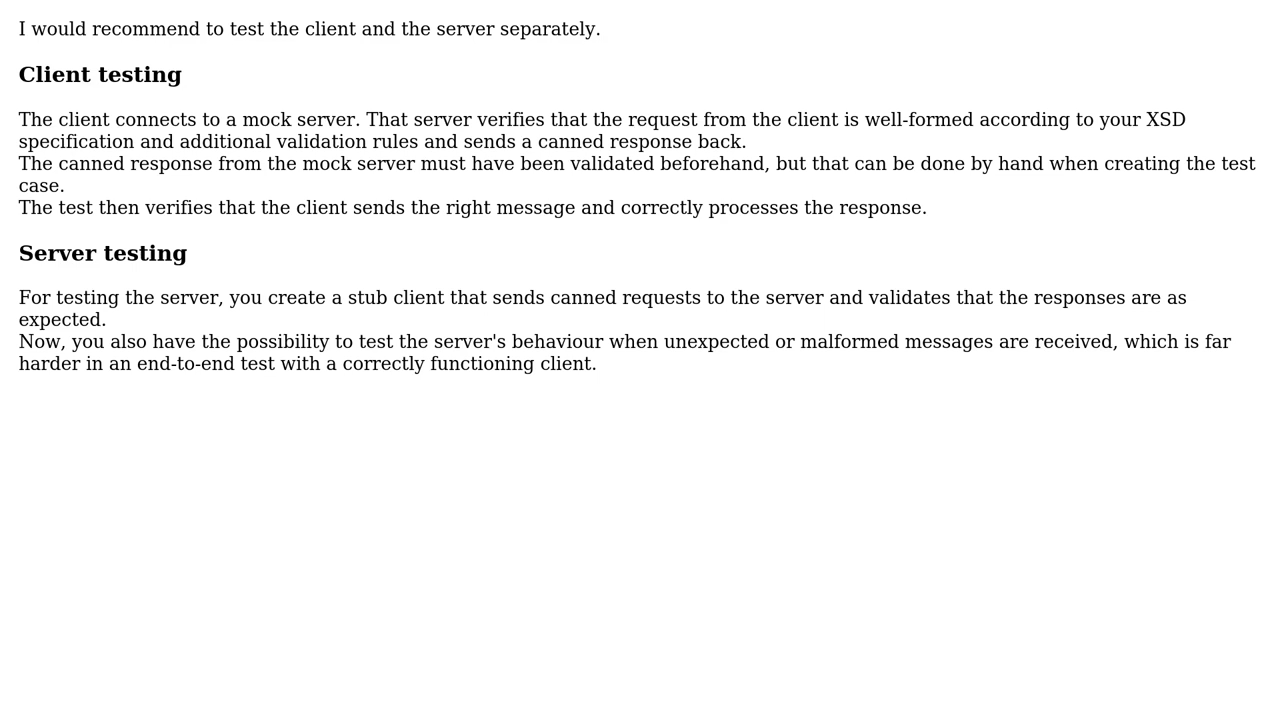 I would recommend to test the client and the server separately.
Client testing
The client connects to a mock server. That server verifies that the request from the client is well-formed according to your XSD
specification and additional validation rules and sends a canned response back.
The canned response from the mock server must have been validated beforehand, but that can be done by hand when creating the test
case.
The test then verifies that the client sends the right message and correctly processes the response.
Server testing
For testing the server, you create a stub client that sends canned requests to the server and validates that the responses are as
expected.
Now, you also have the possibility to test the server's behaviour when unexpected or malformed messages are received, which is far
harder in an end-to-end test with a correctly functioning client.